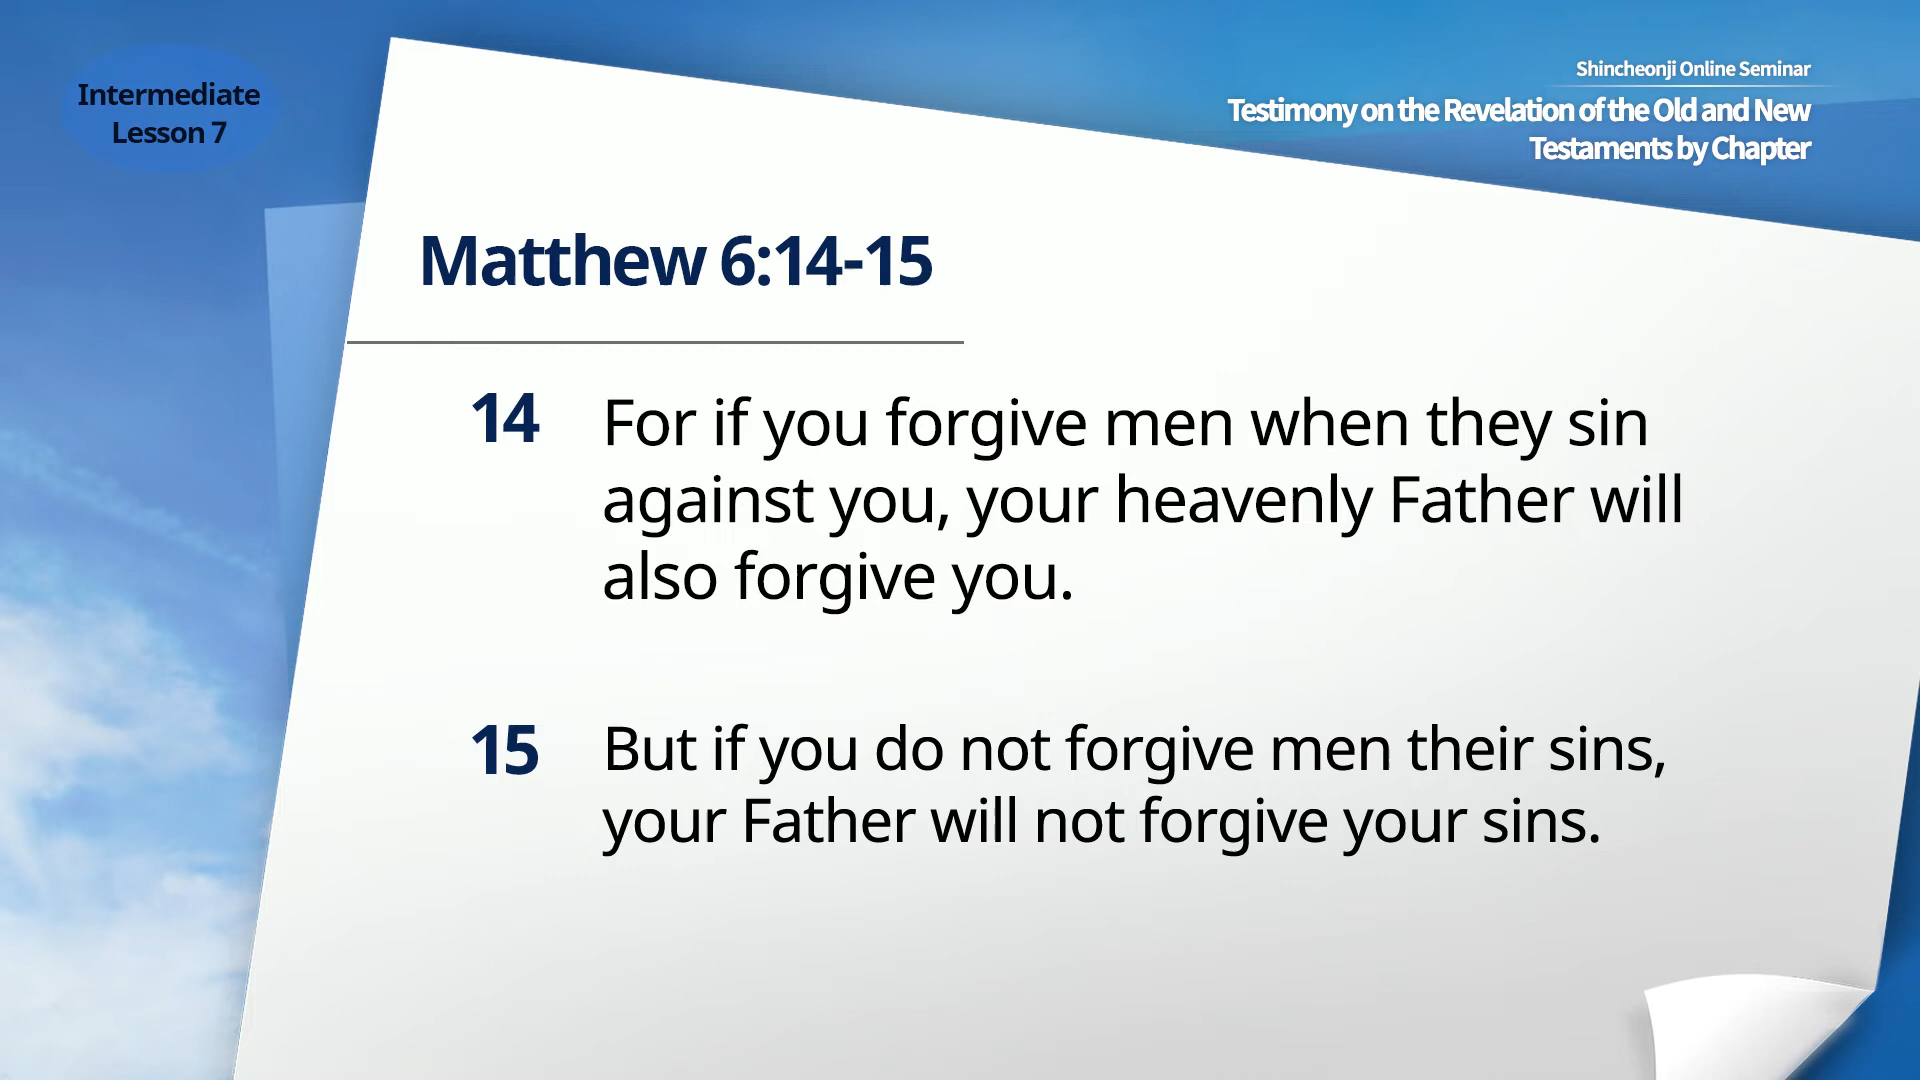 Intermediate
Lesson 7
Shincheonji Online Seminar
Testimony on the Revelation of the Old and New
Testaments by Chapter
Matthew 6:14-15
14 For if you forgive men when they sin
against you, your heavenly Father will
also forgive you.
15 But if you do not forgive men their sins,
your Father will not forgive your sins.